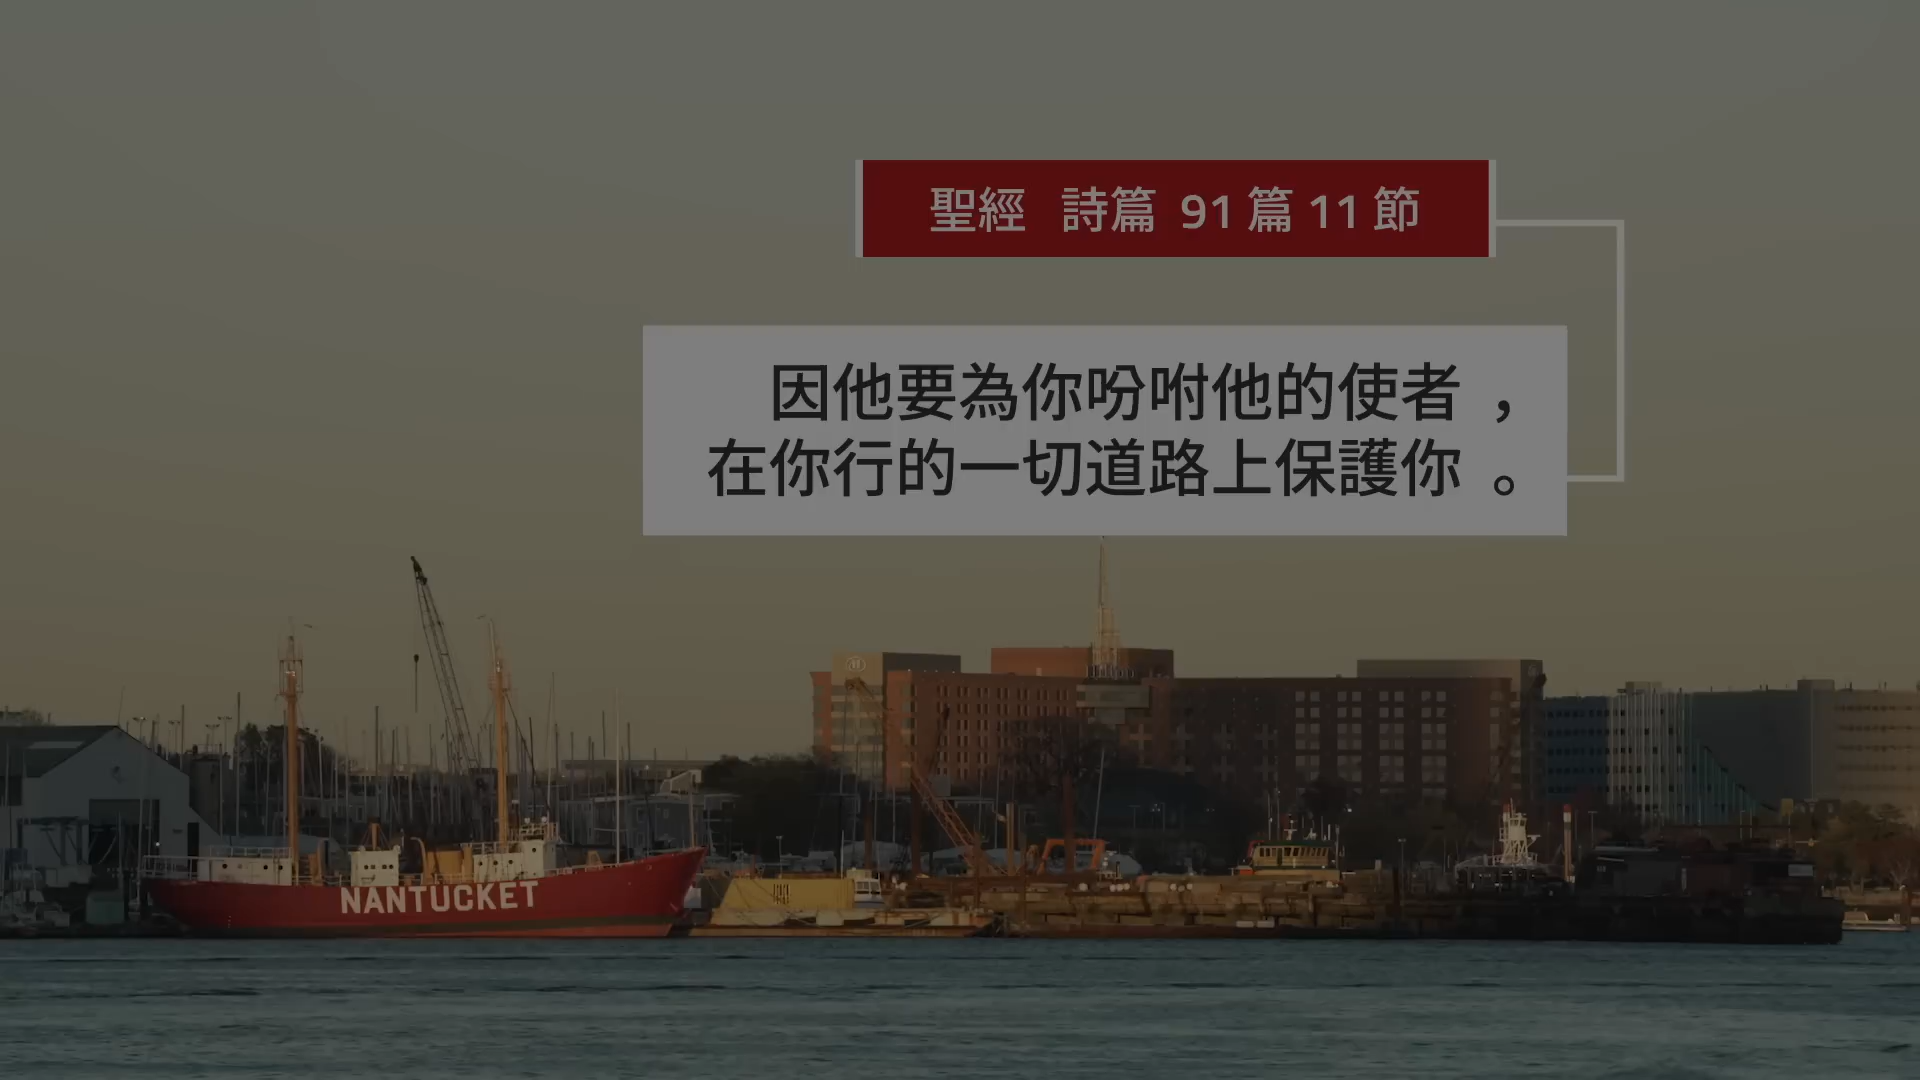 聖經 詩篇 91 篇 11 節
因他要為你吩咐他的使者，
在你行的一切道路上保護你。
NANTUCKET